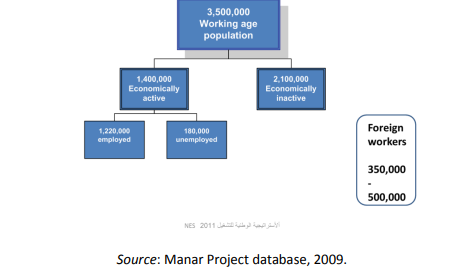 3,500,000
Working age
population
1,400,000
Economically
active
2,100,000
Economically
inactive
1,220,000
employed
180,000
unemployed
Foreign
workers
350,000
-
500,000
NES 2011 الاستراتيجية الوطنية للتشغيل
Source: Manar Project database, 2009.